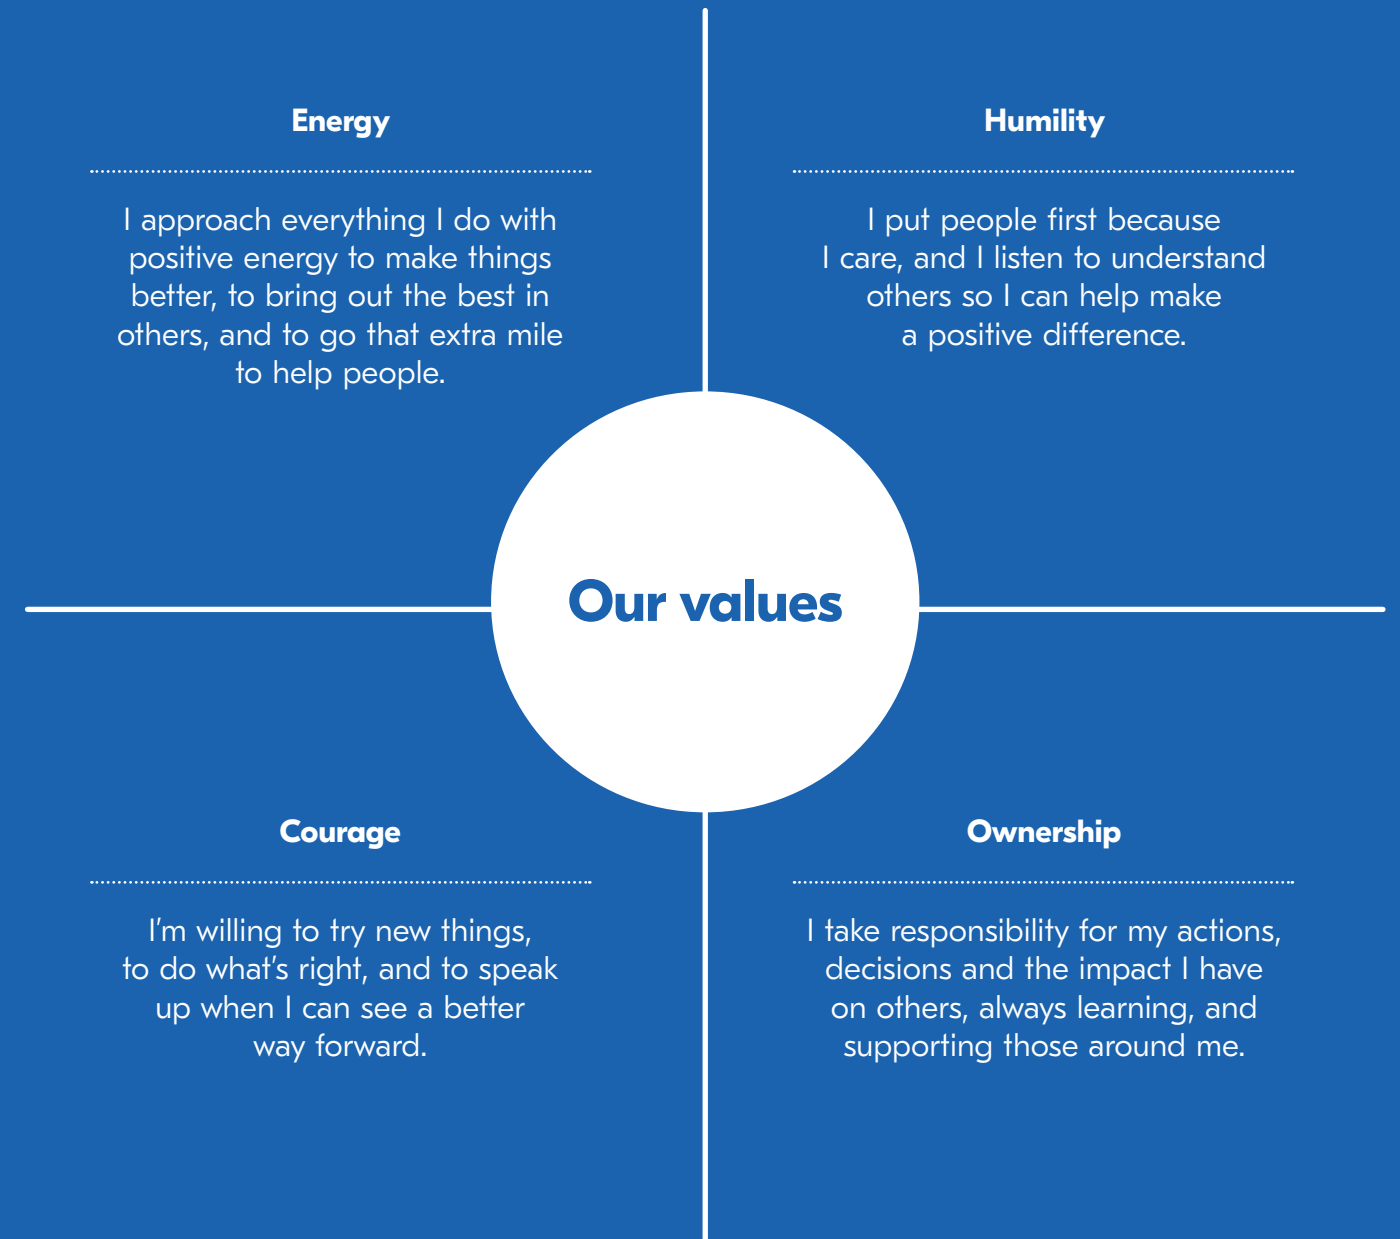 Energy
I approach everything I do with
positive energy to make things
better, to bring out the best in
others, and to go that extra mile
to help people.
Humility
I put people first because
I care, and I listen to understand
others so I can help make
a positive difference.
Our values
Courage
I'm willing to try new things,
to do what's right, and to speak
up when I can see a better
way forward.
Ownership
I take responsibility for my actions,
decisions and the impact I have
on others, always learning, and
supporting those around me.